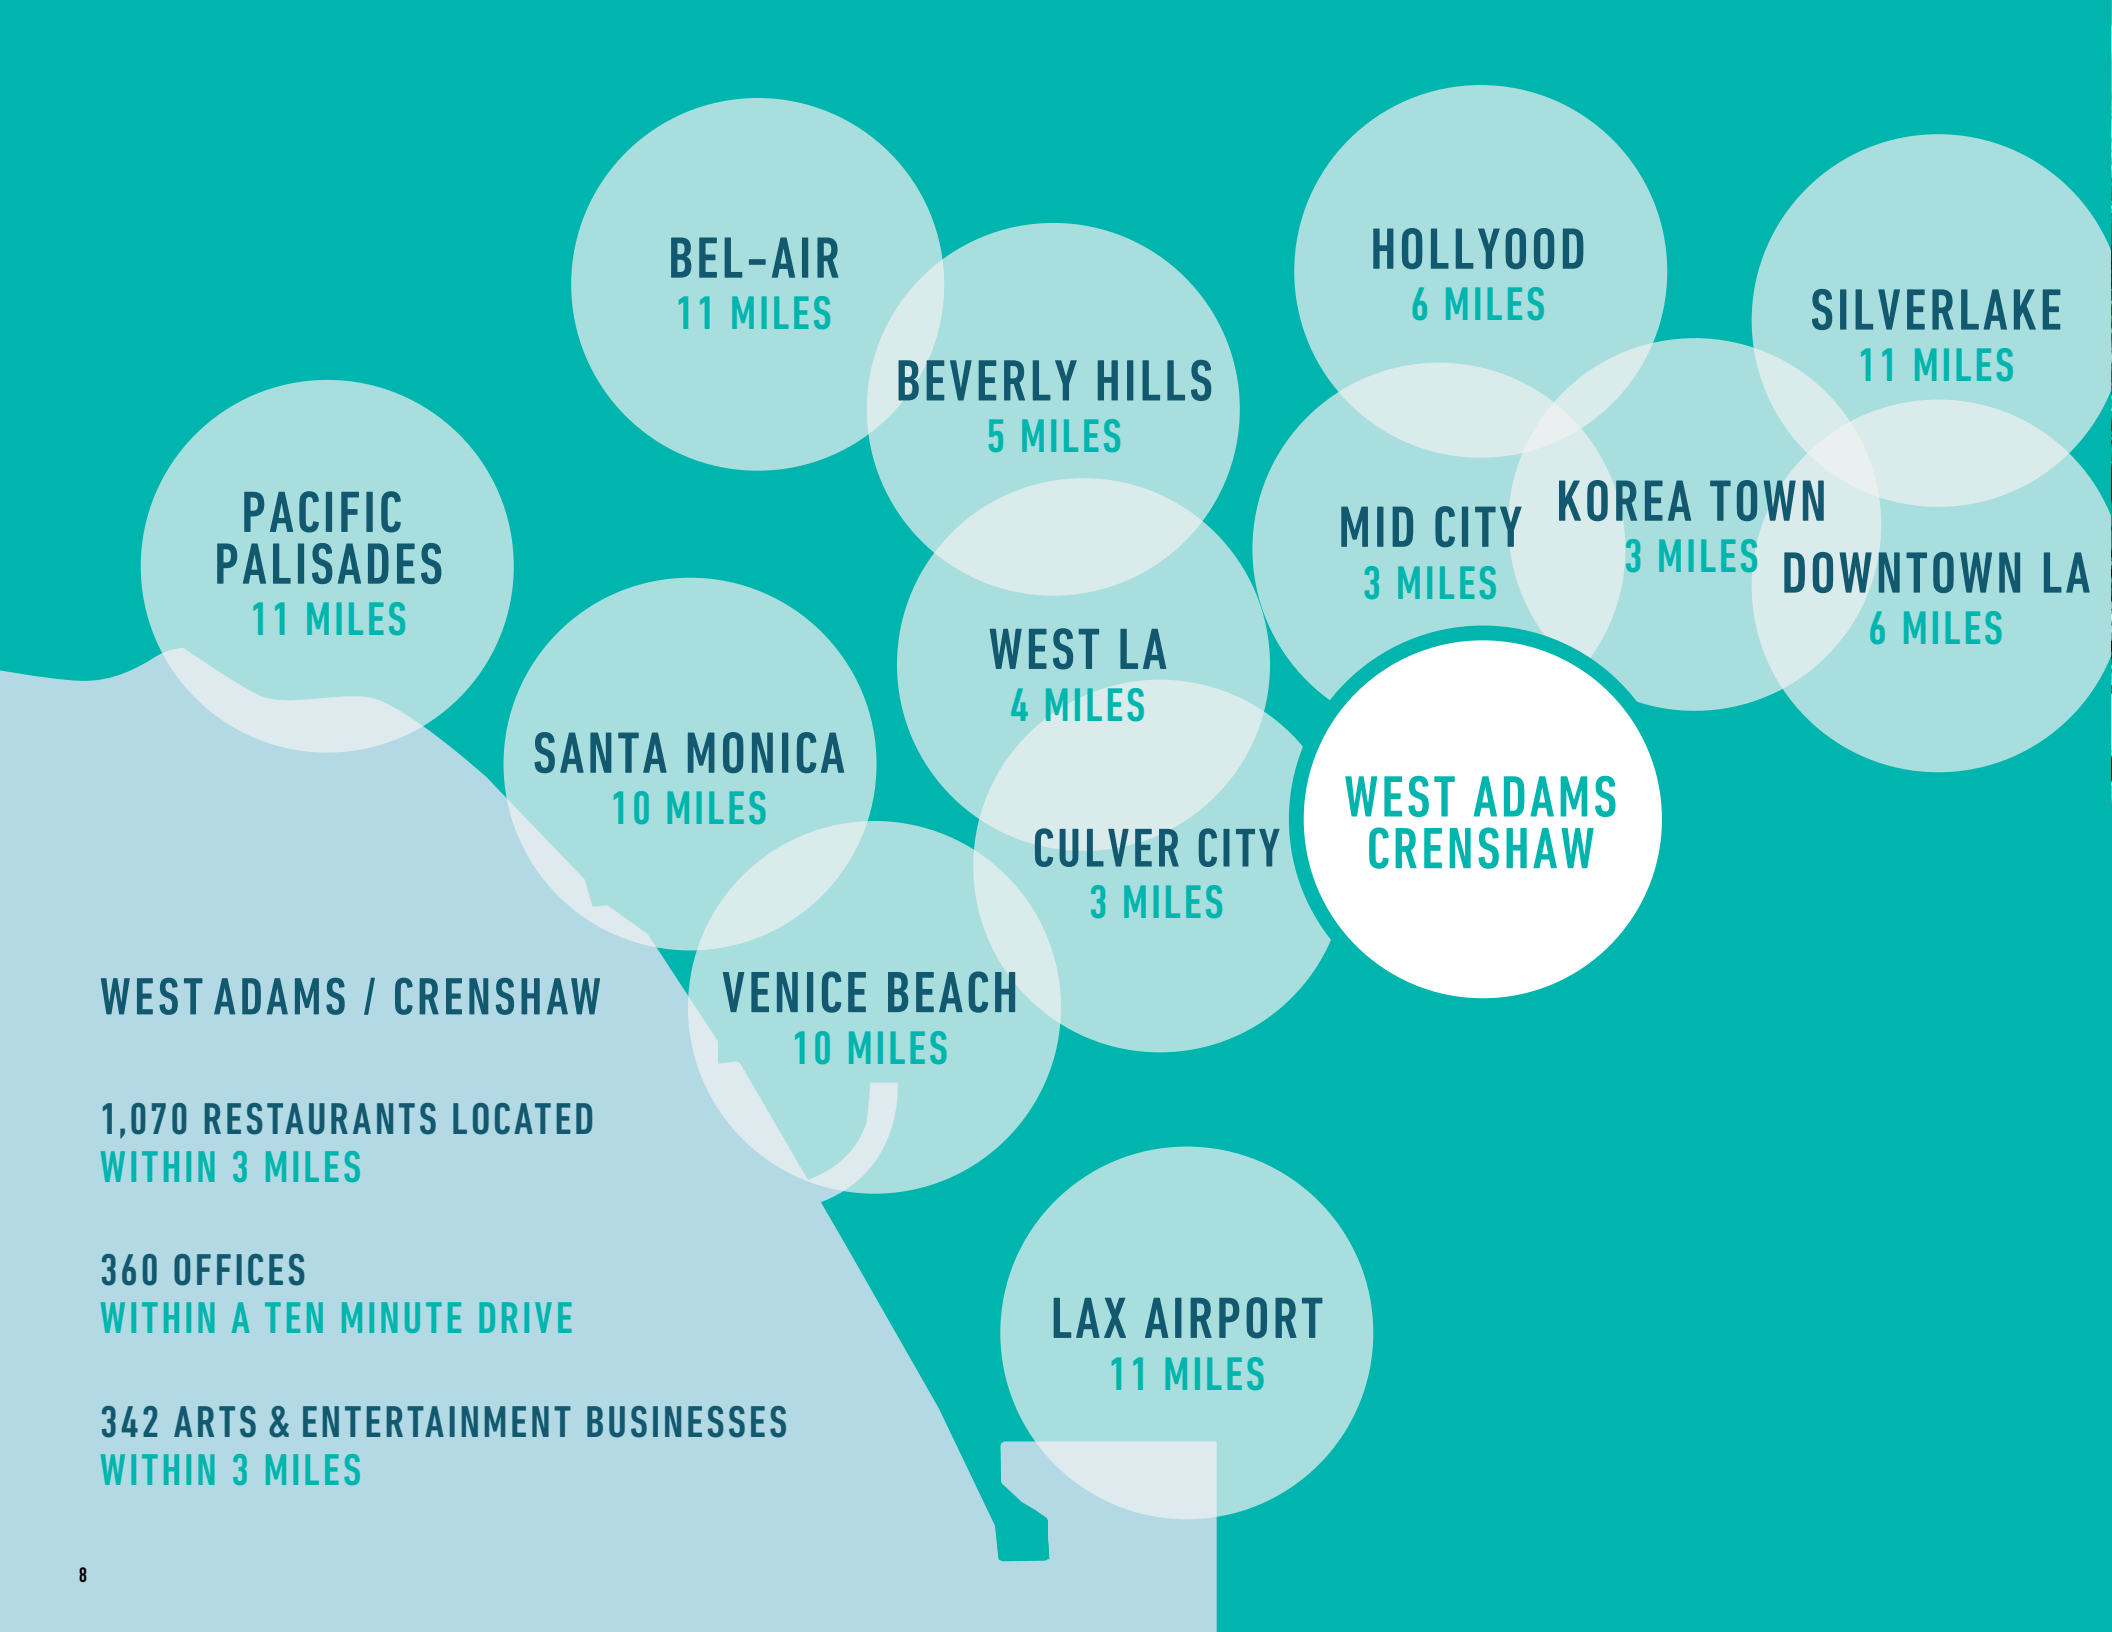 BEL-AIR
11 MILES
HOLLYOOD
6 MILES
SILVERLAKE
11 MILES
BEVERLY HILLS
5 MILES
PACIFIC
PALISADES
11 MILES
MID CITY
3 MILES
KOREA TOWN
3 MILES
DOWNTOWN LA
6 MILES
WEST LA
4 MILES
SANTA MONICA
10 MILES
CULVER CITY
3 MILES
WEST ADAMS
CRENSHAW
VENICE BEACH
10 MILES
LAX AIRPORT
11 MILES
WEST ADAMS / CRENSHAW
1,070 RESTAURANTS LOCATED
WITHIN 3 MILES
360 OFFICES
WITHIN A TEN MINUTE DRIVE
342 ARTS & ENTERTAINMENT BUSINESSES
WITHIN 3 MILES
8